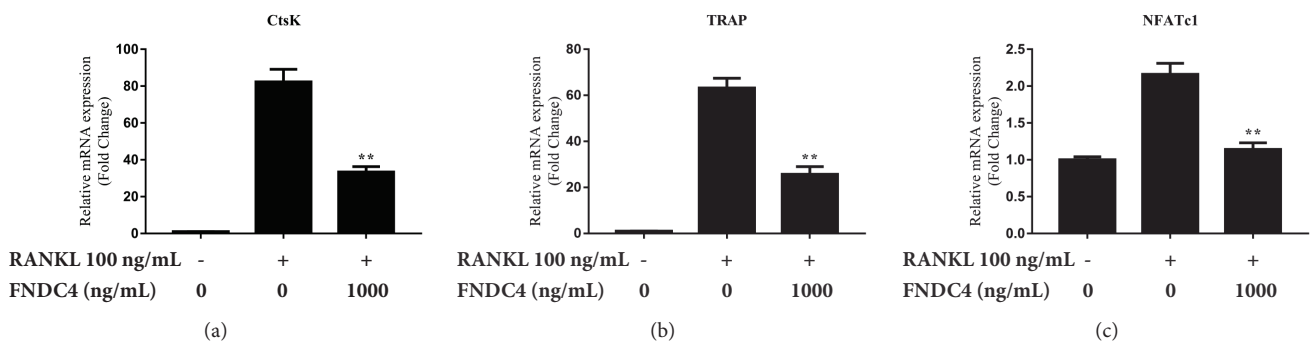 CtsK
Relative mRNA expression
(Fold Change)
100
80
60
40
20
0
**
RANKL 100 ng/mL - + +
FNDC4 (ng/mL) 0 0 1000
(a)
TRAP
Relative mRNA expression
(Fold Change)
80
60
40
20
0
**
RANKL 100 ng/mL - + +
FNDC4 (ng/mL) 0 0 1000
(b)
NFATc1
Relative mRNA expression
(Fold Change)
2.5
2.0
1.5
1.0
0.5
0.0
**
RANKL 100 ng/mL - + +
FNDC4 (ng/mL) 0 0 1000
(c)